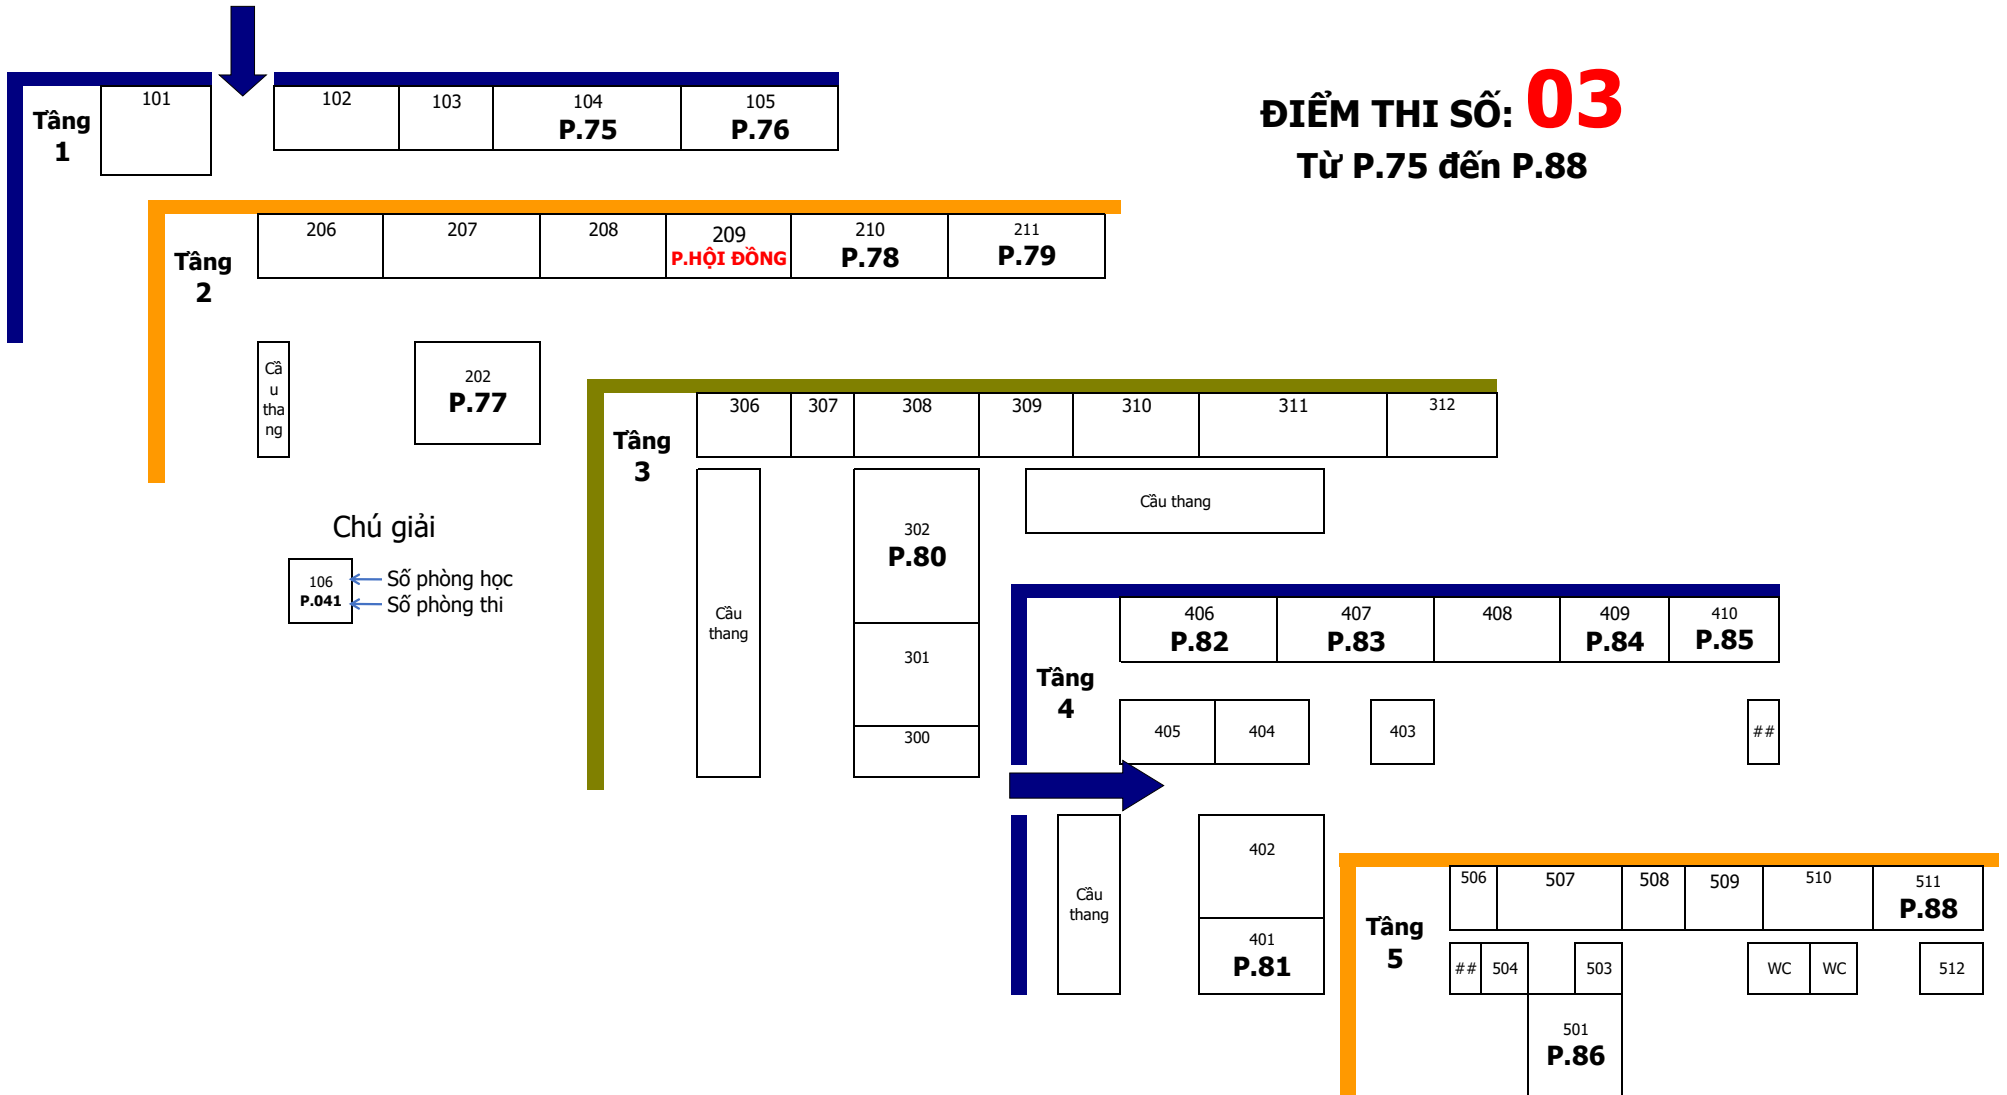 ĐIỂM THI SỐ: 03
Từ P.75 đến P.88
Tầng
1
101
102
103
104
P.75
105
P.76
Tầng
2
206
207
208
209
P.HỘI ĐỒNG
210
P.78
211
P.79
Cầ
u
tha
ng
202
P.77
Chú giải
106
P.041
Số phòng học
Số phòng thi
Tầng
3
306
307
308
309
310
311
312
Cầu
thang
302
P.80
301
300
Cầu thang
Tầng
4
406
P.82
407
P.83
408
409
P.84
410
P.85
405
404
403
##
Cầu
thang
402
401
P.81
Tầng
5
506
507
508
509
510
511
P.88
##
504
503
WC
WC
512
501
P.86